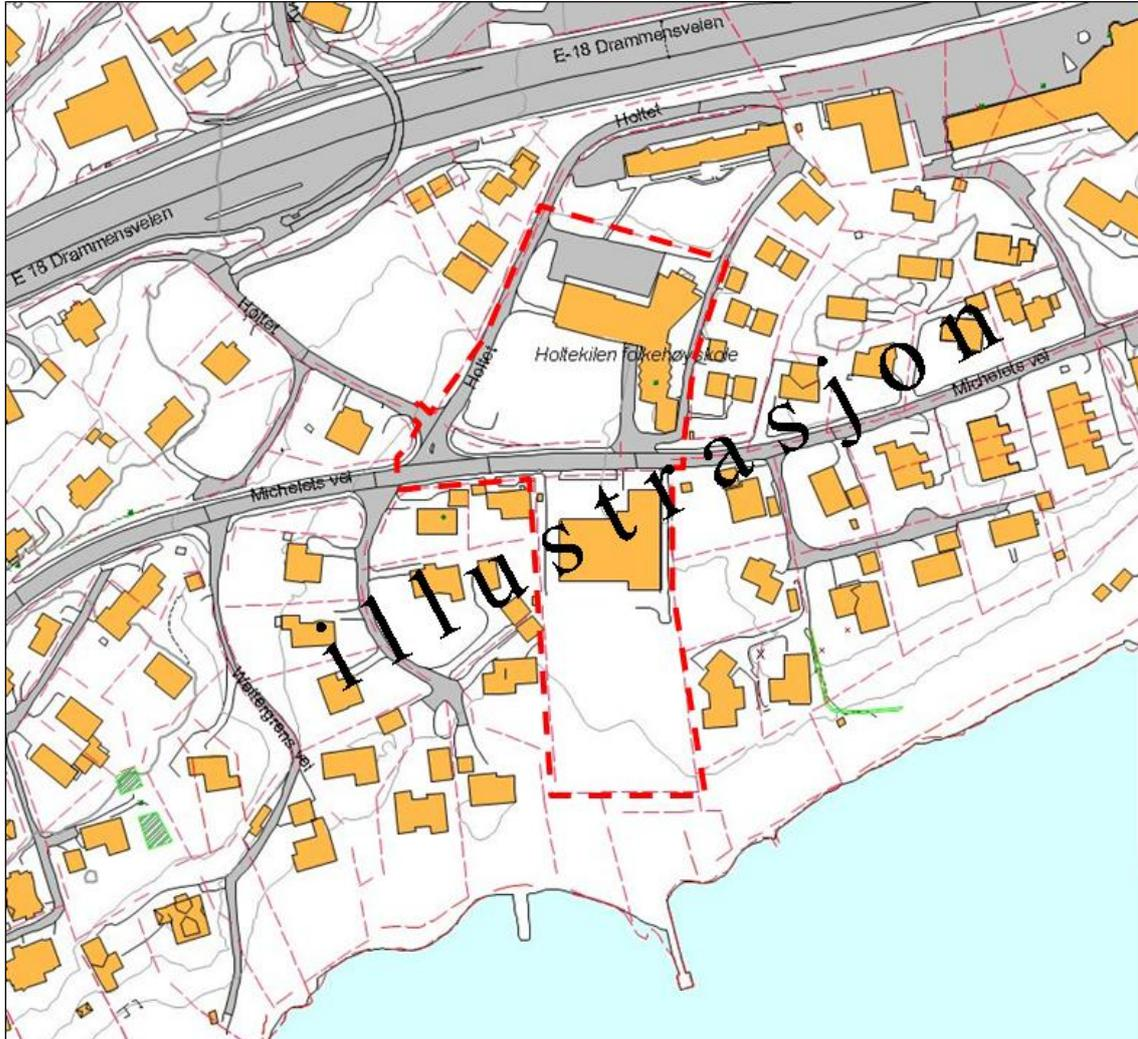 E-18 Drammensveien
Holtet
E 18 Drammensveien
Holtet
Holtet
Holtekilen folkehøyskole
Michelets vei
Michelets vei
illustrasjon
Wettergrens vei